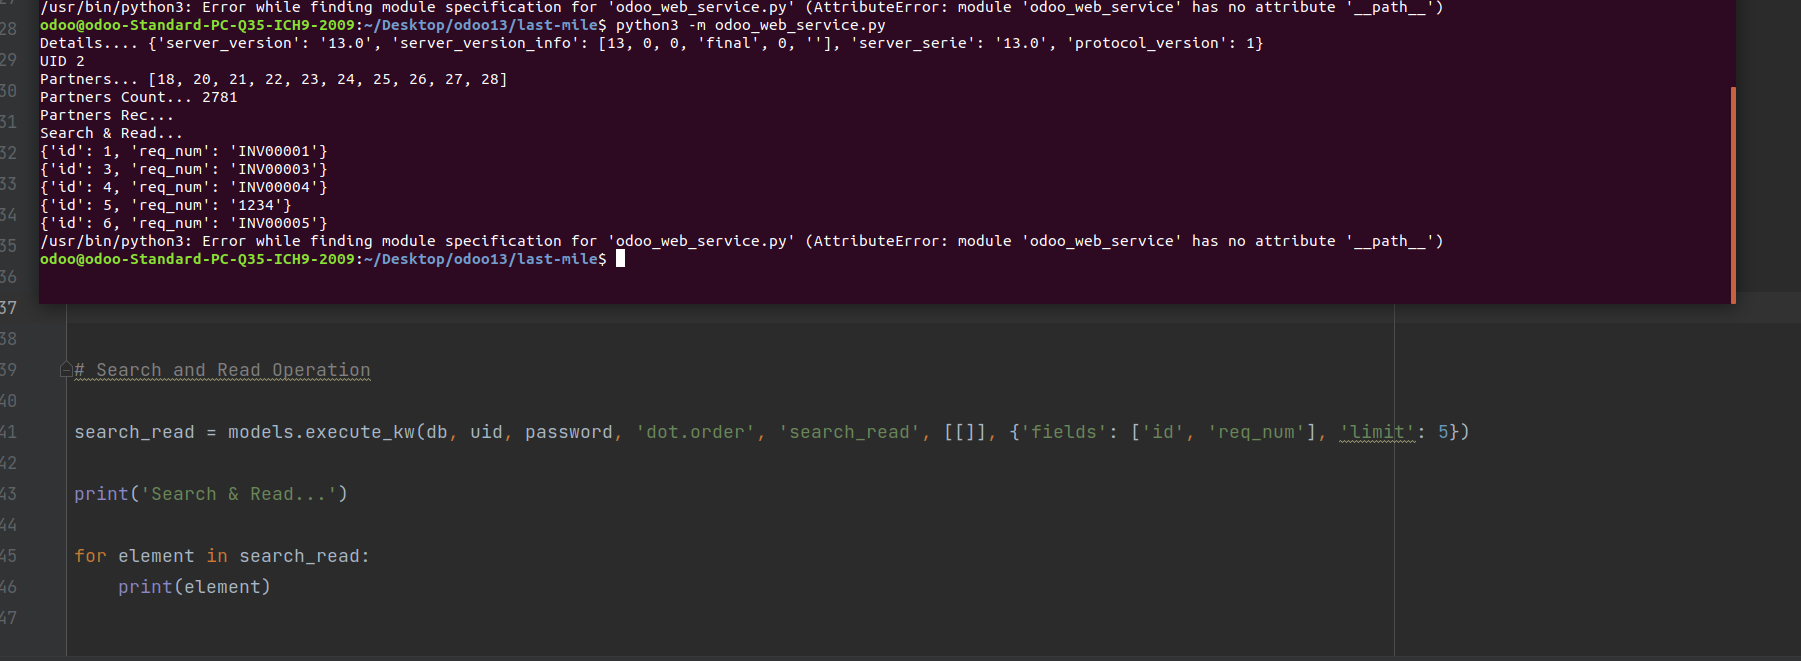 /usr/bin/python3: Error while finding module specification for 'odoo_web_service.py' (AttributeError: module 'odoo_web_service' has no attribute '__path__')
odoo@odoo-Standard-PC-Q35-ICH9-2009:~/Desktop/odoo13/last-mile$ python3 -m odoo_web_service.py
Details.... {'server_version': '13.0', 'server_version_info': [13, 0, 0, 'final', 0, ''], 'server_serie': '13.0', 'protocol_version': 1}
UID 2
Partners... [18, 20, 21, 22, 23, 24, 25, 26, 27, 28]
Partners Count... 2781
Partners Rec...
Search & Read...
{'id': 1, 'req_num': 'INV00001'}
{'id': 3, 'req_num': 'INV00003'}
{'id': 4, 'req_num': 'INV00004'}
{'id': 5, 'req_num': '1234'}
{'id': 6, 'req_num': 'INV00005'}
/usr/bin/python3: Error while finding module specification for 'odoo_web_service.py' (AttributeError: module 'odoo_web_service' has no attribute '__path__')
odoo@odoo-Standard-PC-Q35-ICH9-2009:~/Desktop/odoo13/last-mile$
28
29
30
31
32
33
34
35
36
37
38
39 # Search and Read Operation
40
41 search_read = models.execute_kw(db, uid, password, 'dot.order', 'search_read', [[]], {'fields': ['id', 'req_num'], 'limit': 5})
42
43 print('Search & Read...')
44
45 for element in search_read:
46 print(element)
47